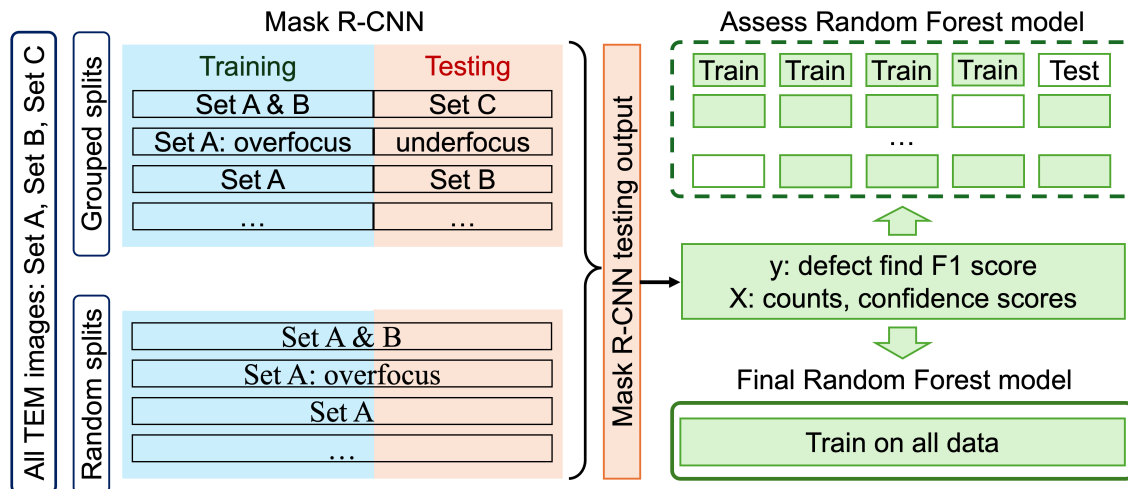 All TEM images: Set A, Set B, Set C
Grouped splits
Random splits
Mask R-CNN
Training
Testing
Set A & B
Set C
Set A: overfocus
underfocus
Set A
Set B
...
...
Set A & B
Set A: overfocus
Set A
...
Mask R-CNN testing output
Assess Random Forest model
Train
Train
Train
Train
Test
...
y: defect find F1 score
X: counts, confidence scores
Final Random Forest model
Train on all data